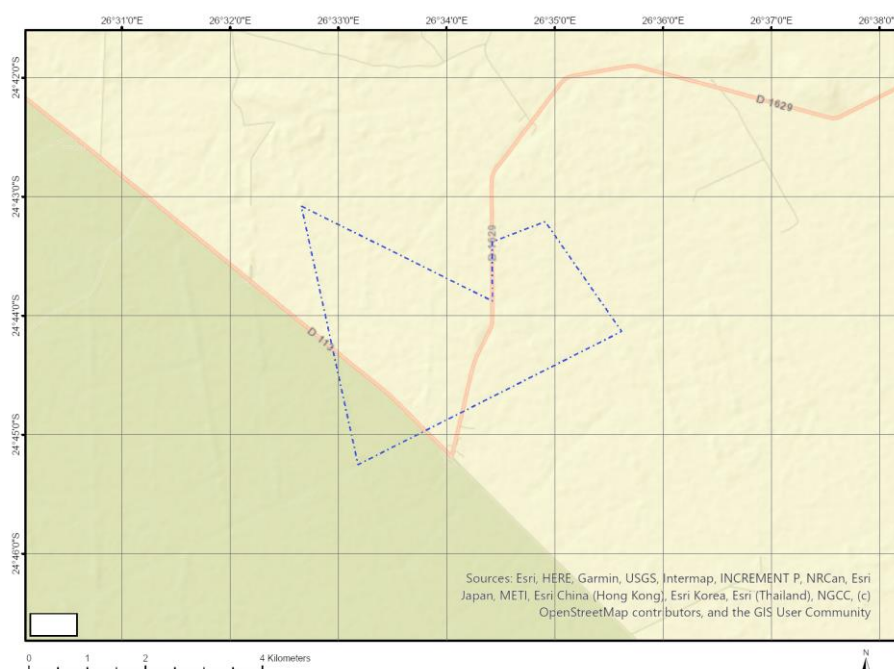 26°31'0"E 26°32'0"E 26°33'0"E 26°34'0"E 26°35'0"E 26°36'0"E 26°37'0"E 26°38'0"E
24°42'0"S
24°43'0"S
24°44'0"S
24°45'0"S
24°46'0"S
D 1629
D 1629
D 113
Sources: Esri, HERE, Garmin, USGS, Intermap, INCREMENT P, NRCan, Esri
Japan, METI, Esri China (Hong Kong), Esri Korea, Esri (Thailand), NGCC, (c)
OpenStreetMap contributors, and the GIS User Community
0 1 2 4 Kilometers
N